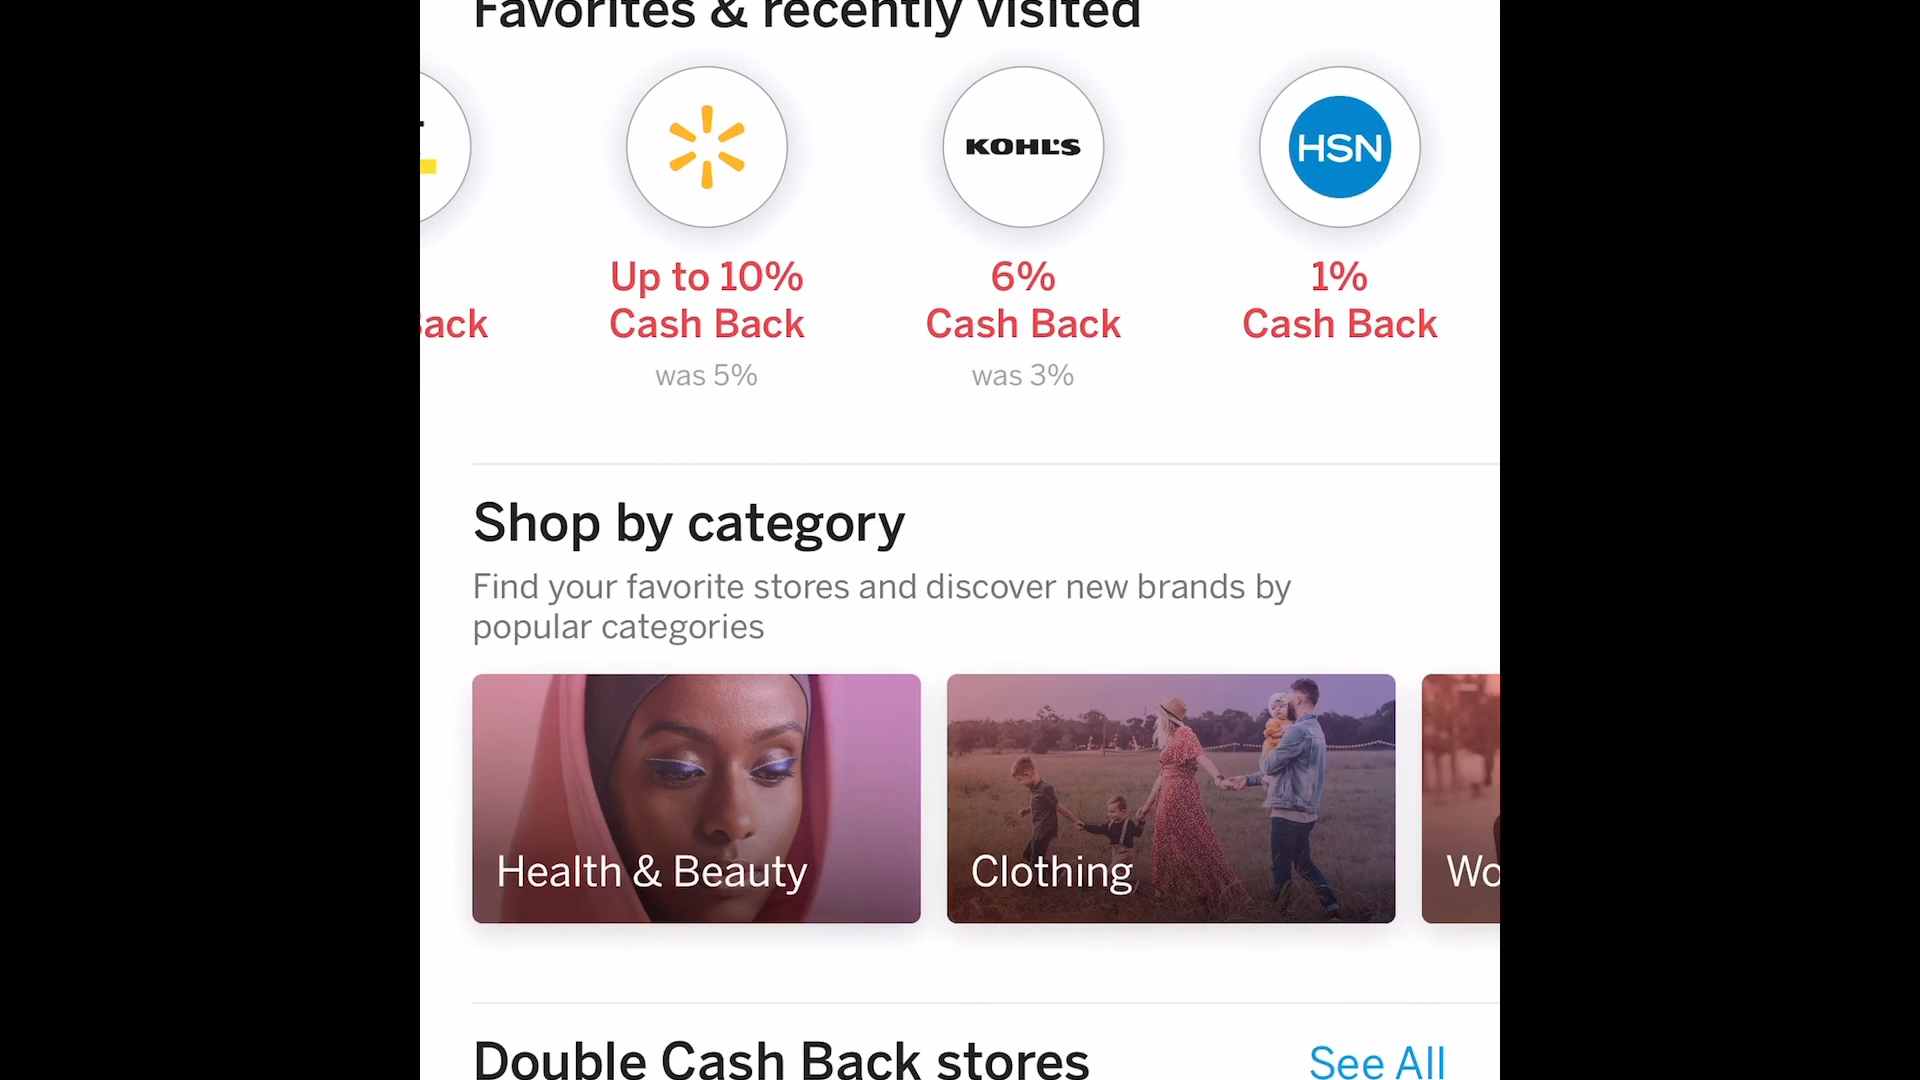 Favorites & recently visited
KOHL'S
HSN
Up to 10%
Cash Back
was 5%
6%
Cash Back
was 3%
1%
Cash Back
Shop by category
Find your favorite stores and discover new brands by
popular categories
Health & Beauty
Clothing
Double Cash Back stores
See All